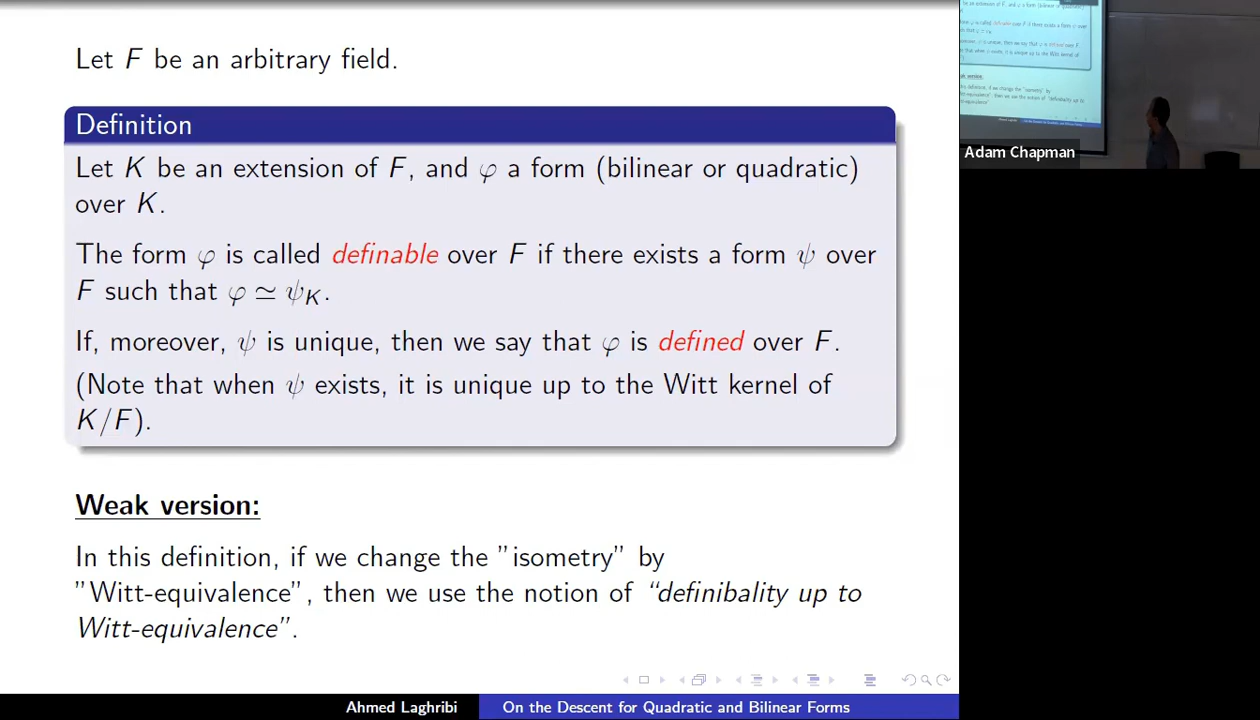 Let F be an arbitrary field.
Definition
Let K be an extension of F, and φ a form (bilinear or quadratic)
over K.
The form φ is called definable over F if there exists a form ψ over
F such that φ ≃ ψ_K.
If, moreover, ψ is unique, then we say that φ is defined over F.
(Note that when ψ exists, it is unique up to the Witt kernel of
K/F).
Weak version:
In this definition, if we change the ”isometry” by
”Witt-equivalence”, then we use the notion of “definibality up to
Witt-equivalence”.
Ahmed Laghribi On the Descent for Quadratic and Bilinear Forms
Adam Chapman